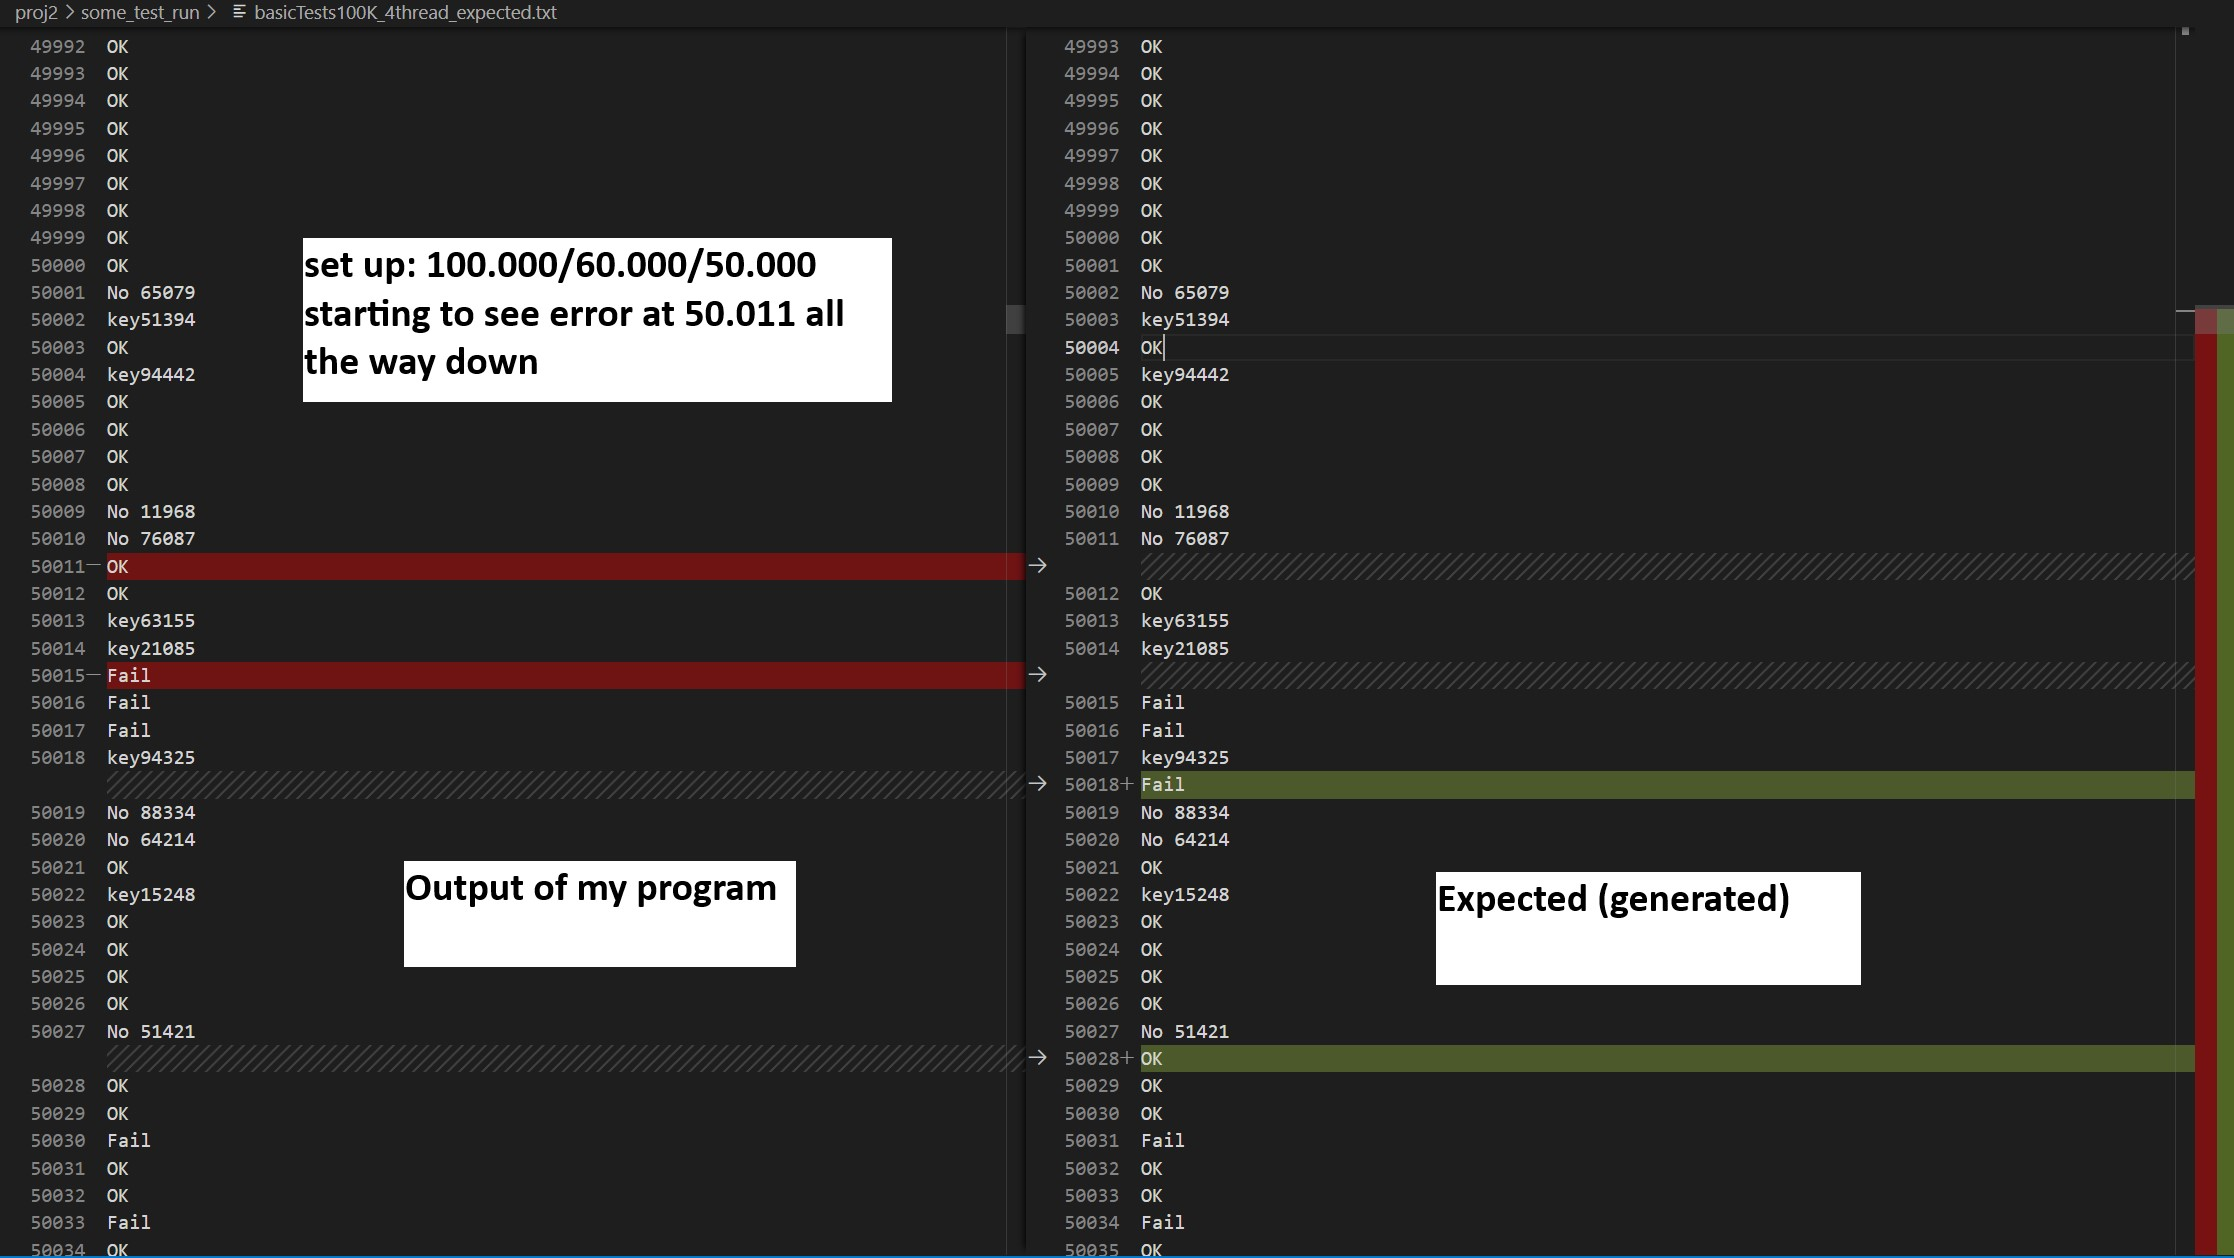 proj2 > some_test_run > basicTests100K_4thread_expected.txt
49992 OK
49993 OK
49994 OK
49995 OK
49996 OK
49997 OK
49998 OK
49999 OK
50000 OK
50001 No 65079
50002 key51394
50003 OK
50004 key94442
50005 OK
50006 OK
50007 OK
50008 OK
50009 No 11968
50010 No 76087
50011— OK
50012 OK
50013 key63155
50014 key21085
50015— Fail
50016 Fail
50017 Fail
50018 key94325
50019 No 88334
50020 No 64214
50021 OK
50022 key15248
50023 OK
50024 OK
50025 OK
50026 OK
50027 No 51421
50028 OK
50029 OK
50030 Fail
50031 OK
50032 OK
50033 Fail
50034 OK
set up: 100.000/60.000/50.000
starting to see error at 50.011 all
the way down
Output of my program
49993 OK
49994 OK
49995 OK
49996 OK
49997 OK
49998 OK
49999 OK
50000 OK
50001 OK
50002 No 65079
50003 key51394
50004 OK
50005 key94442
50006 OK
50007 OK
50008 OK
50009 OK
50010 No 11968
50011 No 76087
50012 OK
50013 key63155
50014 key21085
50015 Fail
50016 Fail
50017 key94325
50018+ Fail
50019 No 88334
50020 No 64214
50021 OK
50022 key15248
50023 OK
50024 OK
50025 OK
50026 OK
50027 No 51421
50028+ OK
50029 OK
50030 OK
50031 Fail
50032 OK
50033 OK
50034 Fail
50035 OK
Expected (generated)